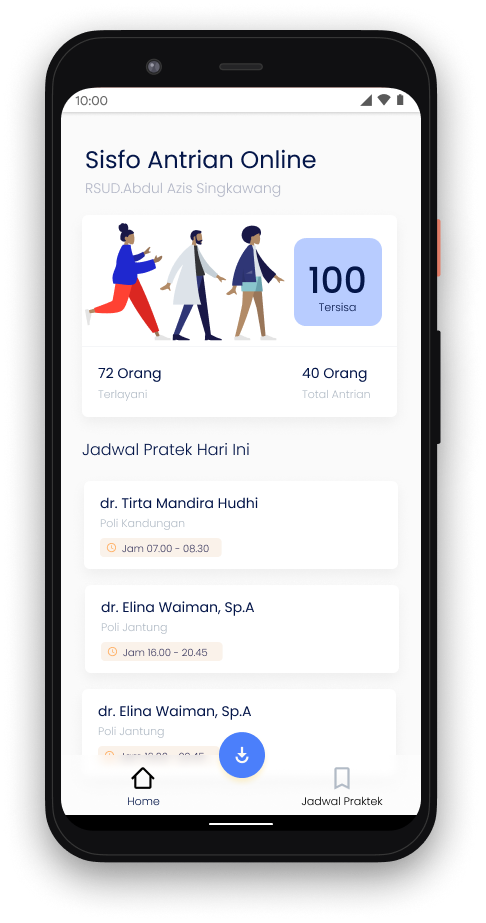 10:00
Sisfo Antrian Online
RSUD.Abdul Azis Singkawang
100
Tersisa
72 Orang
Terlayani
40 Orang
Total Antrian
Jadwal Pratek Hari Ini
dr. Tirta Mandira Hudhi
Poli Kandungan
Jam 07.00 - 08.30
dr. Elina Waiman, Sp.A
Poli Jantung
Jam 16.00 - 20.45
dr. Elina Waiman, Sp.A
Poli Jantung
Home
Jadwal Praktek